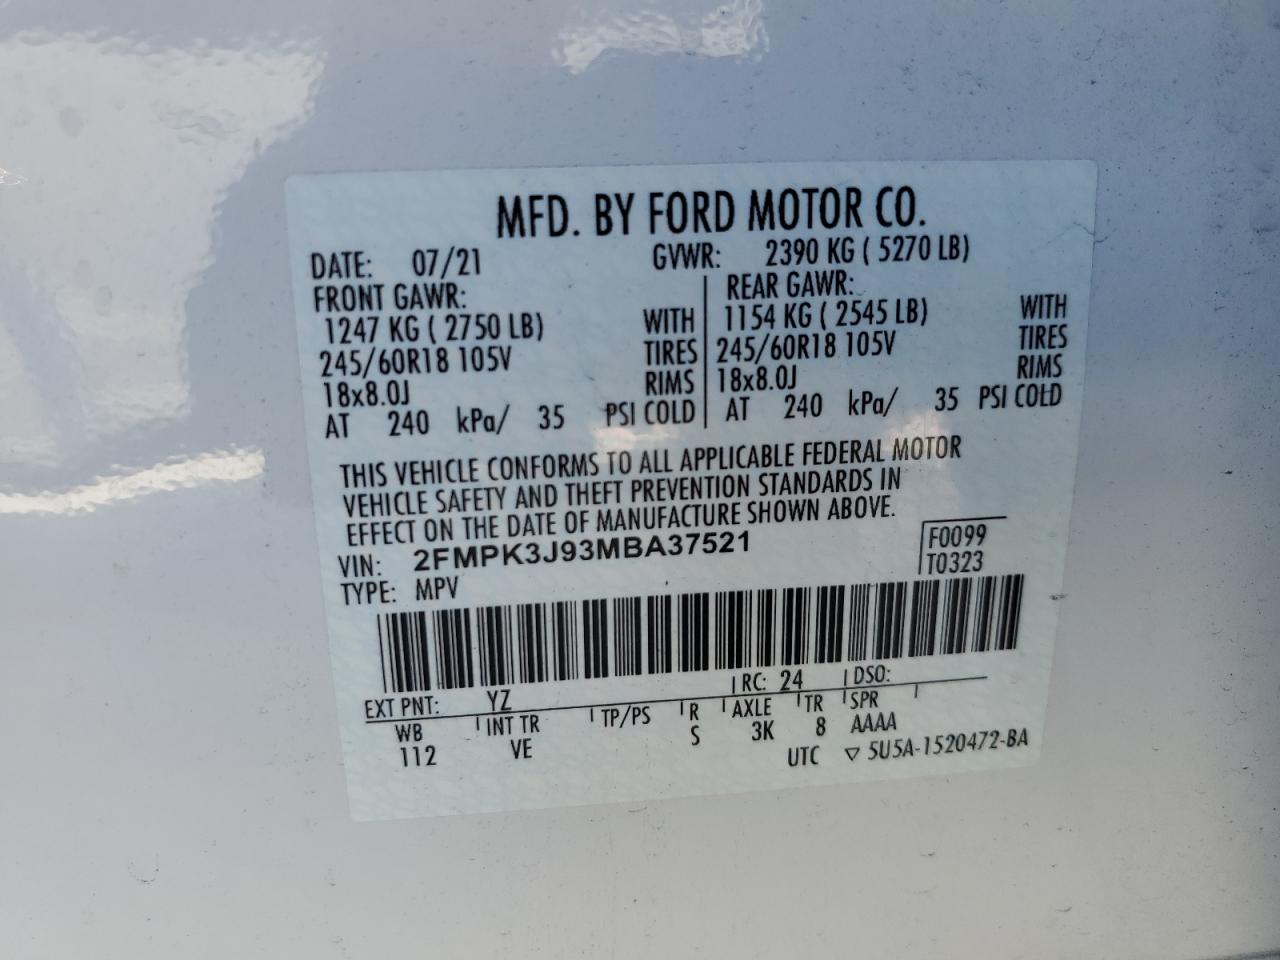 MFD. BY FORD MOTOR CO.
DATE: 07/21 GVWR: 2390 KG ( 5270 LB)
FRONT GAWR: REAR GAWR:
1247 KG ( 2750 LB) WITH 1154 KG ( 2545 LB) WITH
245/60R18 105V TIRES 245/60R18 105V TIRES
18x8.0J RIMS 18x8.0J RIMS
AT 240 kPa/ 35 PSI COLD AT 240 kPa/ 35 PSI COLD
THIS VEHICLE CONFORMS TO ALL APPLICABLE FEDERAL MOTOR
VEHICLE SAFETY AND THEFT PREVENTION STANDARDS IN
EFFECT ON THE DATE OF MANUFACTURE SHOWN ABOVE.
VIN: 2FMPK3J93MBA37521 F0099
TYPE: MPV T0323
EXT PNT: YZ RC: 24 DSO:
WB INT TR TP/PS R AXLE TR SPR
112 VE S 3K 8 AAAA
UTC ▽ 5U5A-1520472-BA